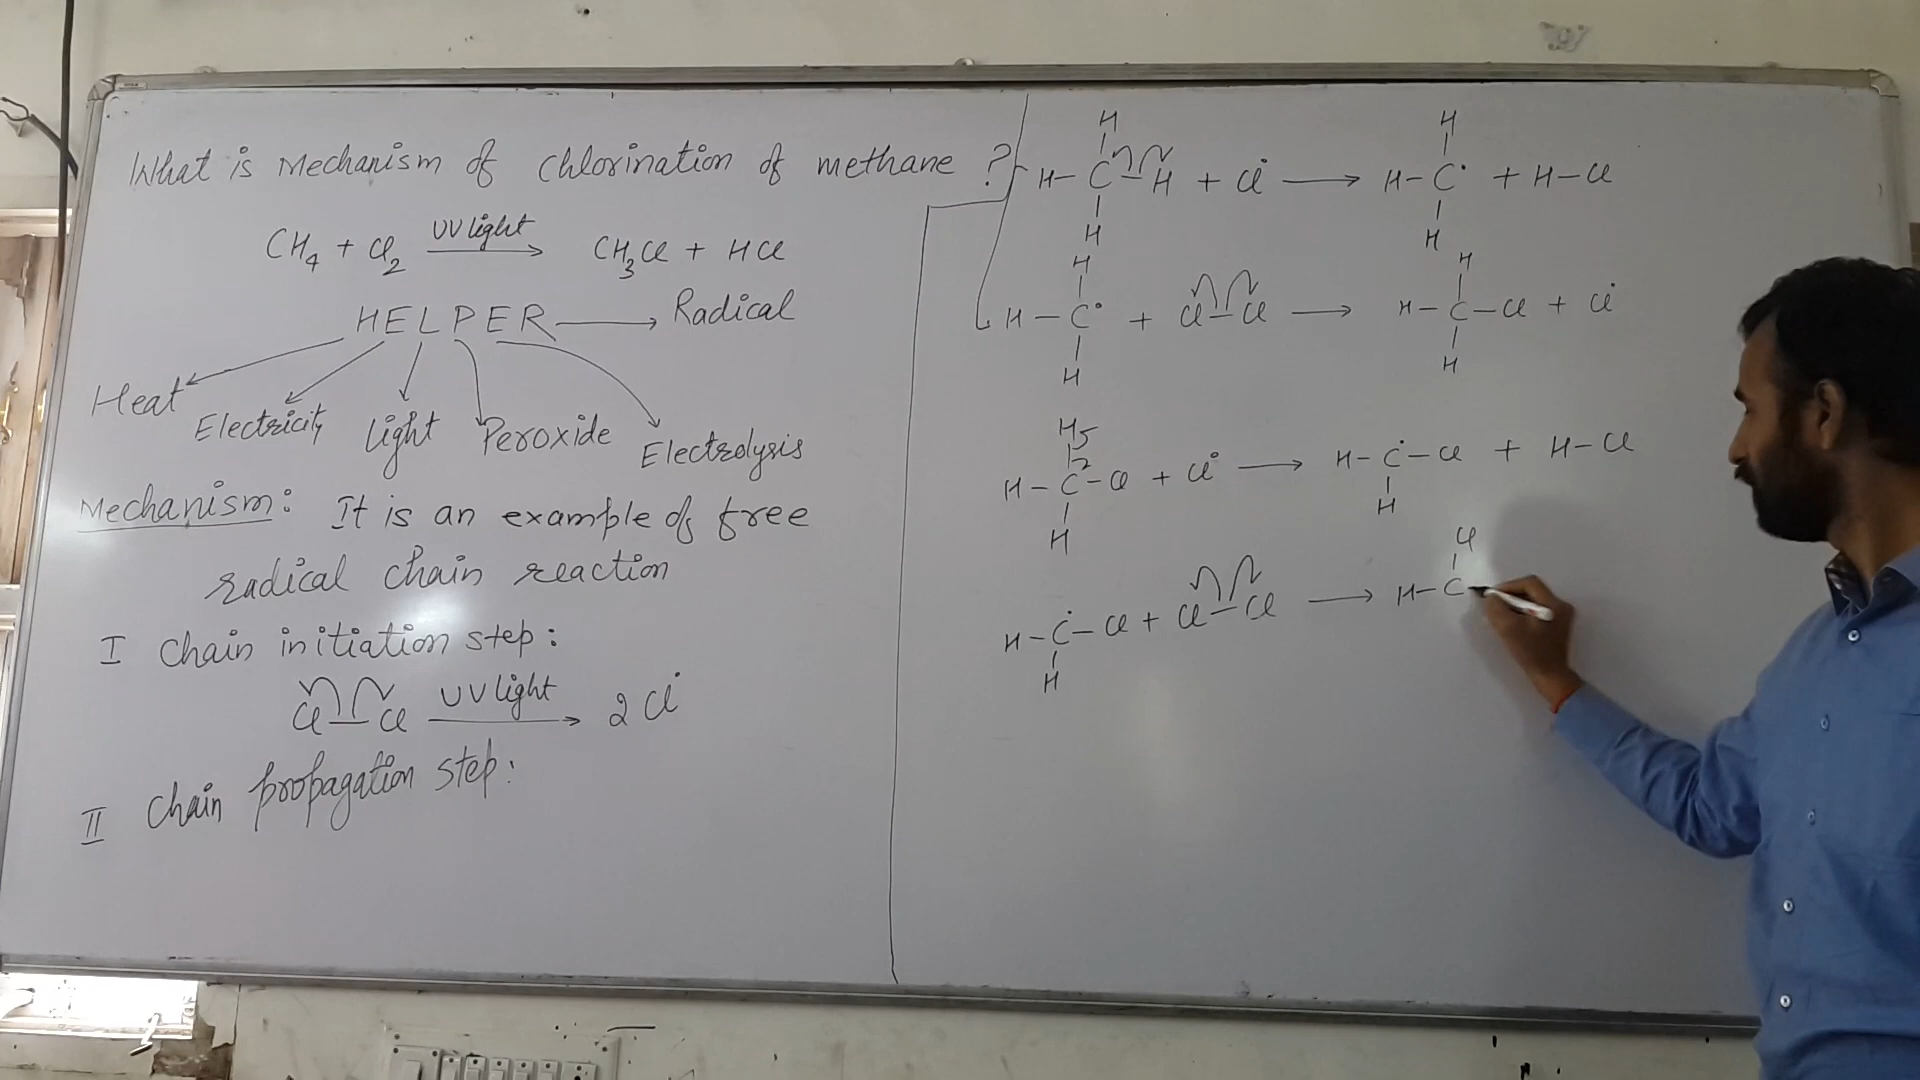 What is Mechanism of Chlorination of methane ?
CH4 + Cl2 UV light → CH3Cl + HCl
HELPER → Radical
Heat
Electricity
light
Peroxide
Electrolysis
Mechanism: It is an example of free
radical chain reaction
I Chain initiation step:
Cl–Cl UV light → 2 Cl•
II Chain propagation step:
H
H–C–H + Cl• → H–C• + H–Cl
H
H
H
H
H
H – C• + Cl–Cl → H–C–Cl + Cl•
H
H
H
H
H – C–Cl + Cl• → H–Ċ–Cl + H–Cl
H
H
Cl
H–Ċ–Cl + Cl–Cl → H–C
H